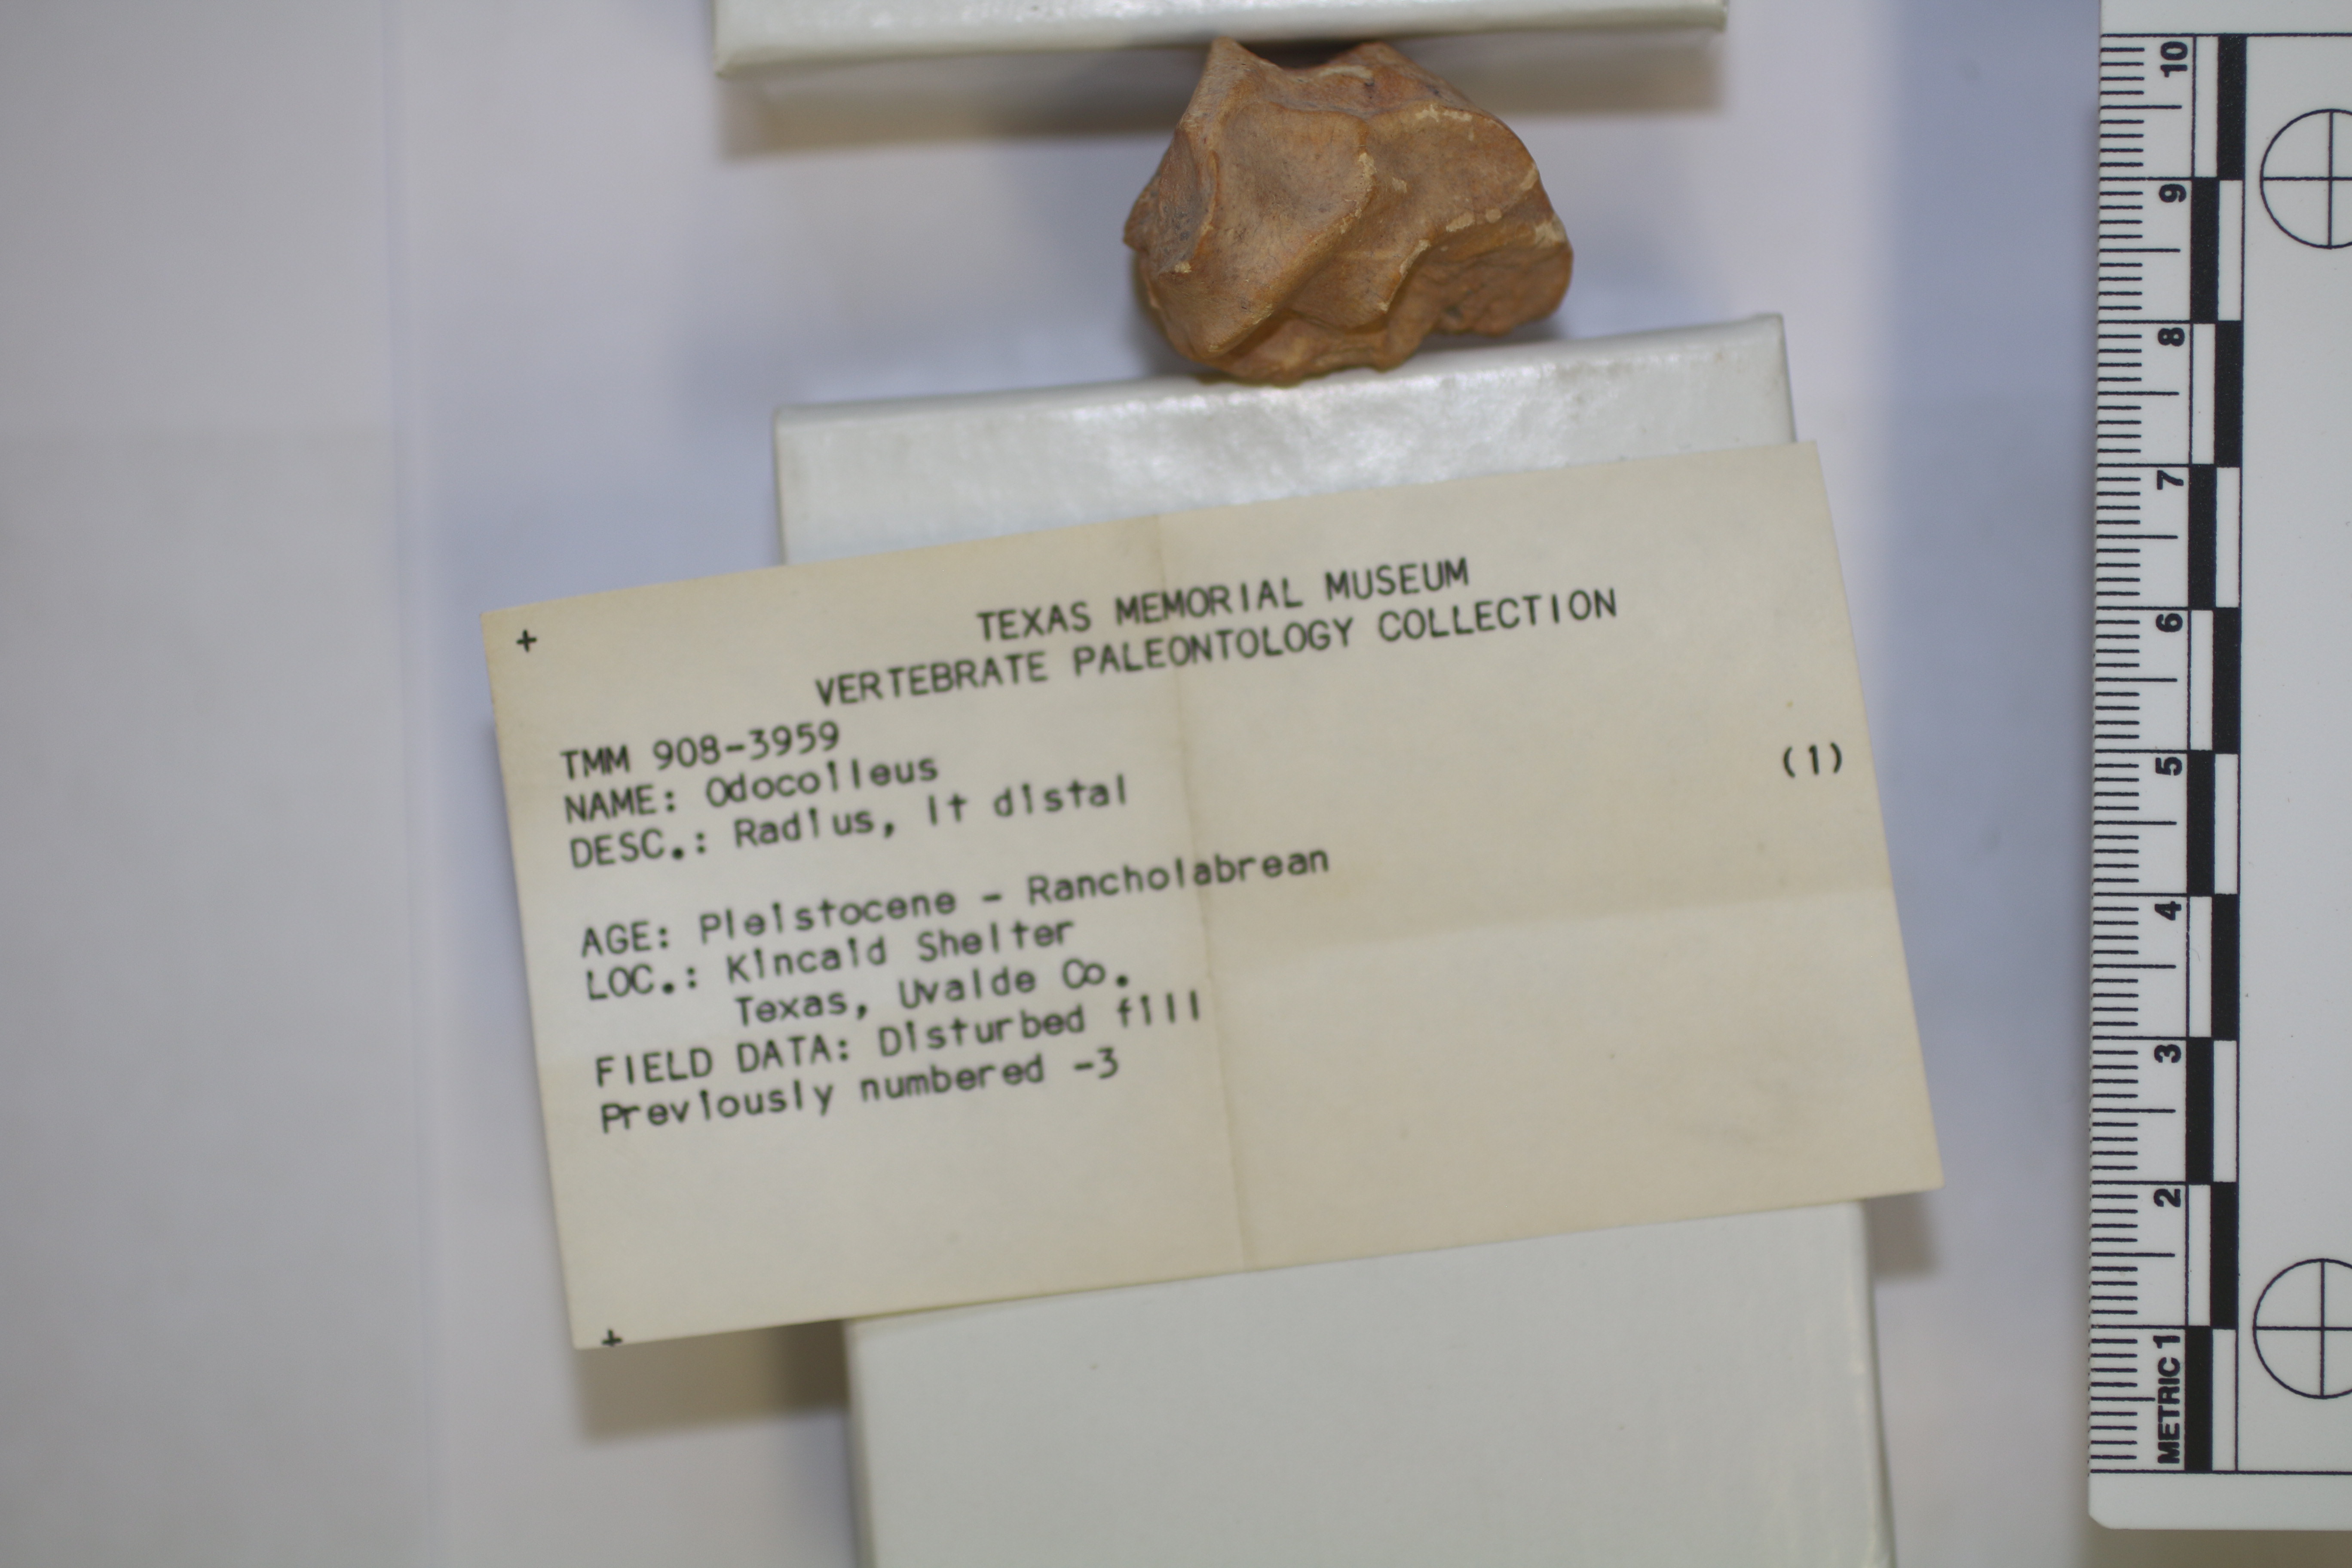 TEXAS MEMORIAL MUSEUM
VERTEBRATE PALEONTOLOGY COLLECTION
TMM 908-3959
NAME: Odocoileus (1)
DESC.: Radius, lt distal
AGE: Pleistocene - Rancholabrean
LOC.: Kincaid Shelter
Texas, Uvalde Co.
FIELD DATA: Disturbed fill
Previously numbered -3
METRIC 1 2 3 4 5 6 7 8 9 10